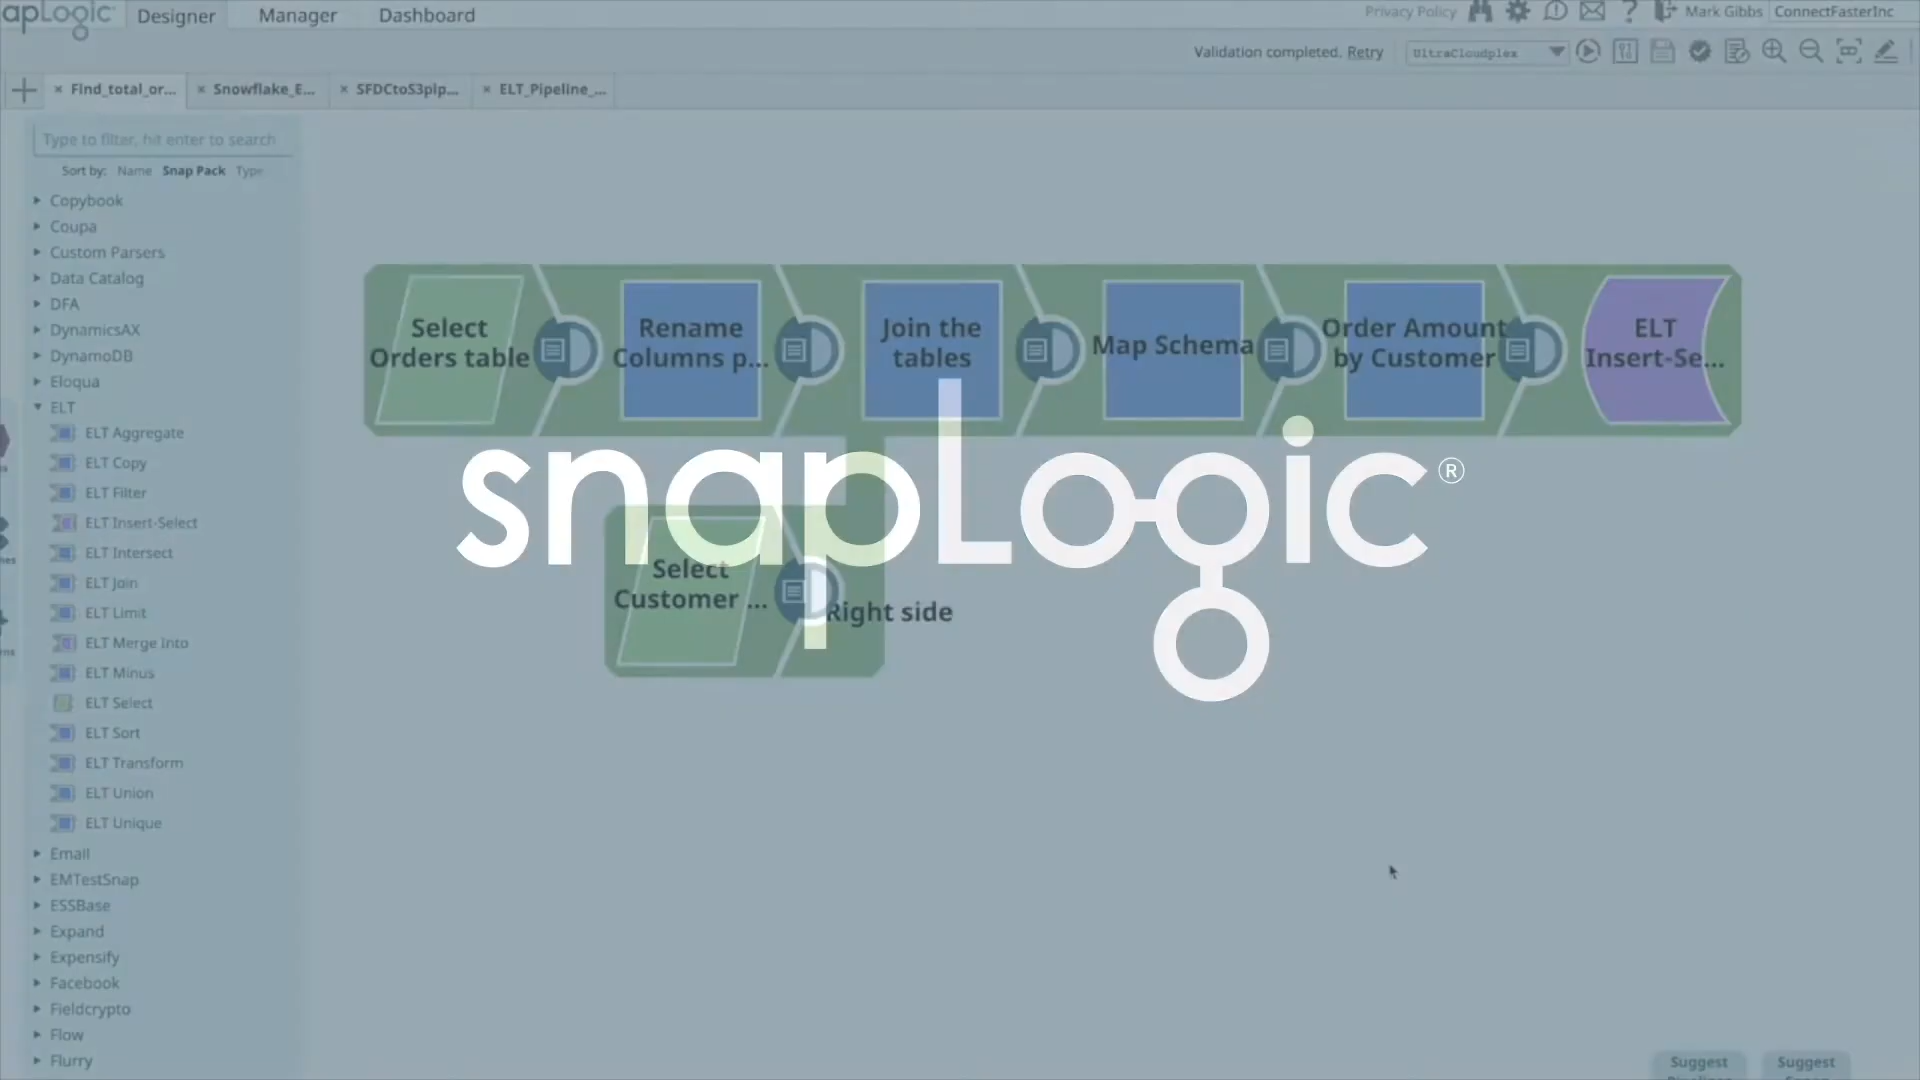 apLogic
Designer
Manager
Dashboard
Privacy Policy
Mark Gibbs
ConnectFasterInc
Validation completed. Retry
UltraCloudplex
Find_total_or...
Snowflake_E...
SFDCtoS3pip...
ELT_Pipeline_...
Type to filter, hit enter to search
Sort by: Name Snap Pack Type
Copybook
Coupa
Custom Parsers
Data Catalog
DFA
DynamicsAX
DynamoDB
Eloqua
ELT
ELT Aggregate
ELT Copy
ELT Filter
ELT Insert-Select
ELT Intersect
ELT Join
ELT Limit
ELT Merge Into
ELT Minus
ELT Select
ELT Sort
ELT Transform
ELT Union
ELT Unique
Email
EMTestSnap
ESSBase
Expand
Expensify
Facebook
Fieldcrypto
Flow
Flurry
Select
Orders table
Rename
Columns p...
Join the
tables
Map Schema
Order Amount
by Customer
ELT
Insert-Se...
snapLogic®
Select
Customer ...
Right side
Suggest
Suggest